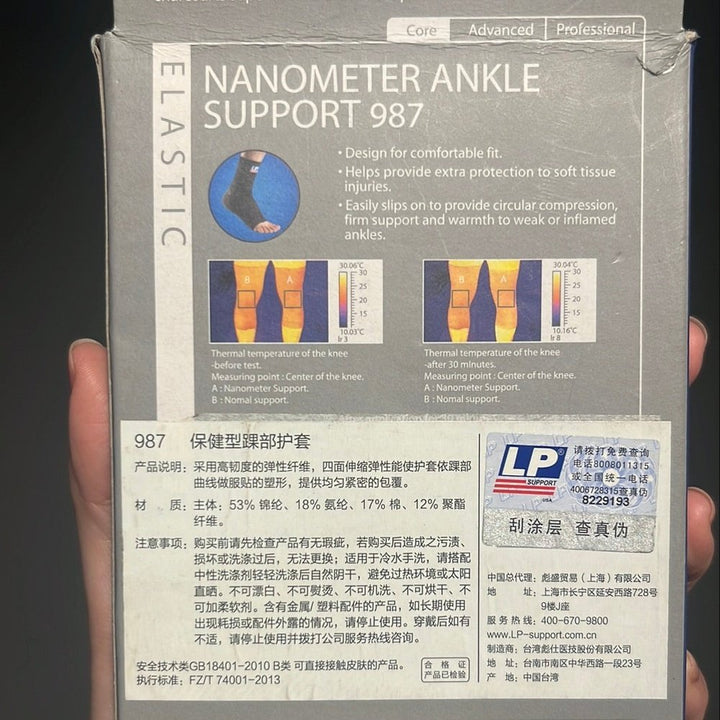 Core Advanced Professional
ELASTIC
NANOMETER ANKLE
SUPPORT 987
• Design for comfortable fit.
• Helps provide extra protection to soft tissue
injuries.
• Easily slips on to provide circular compression,
firm support and warmth to weak or inflamed
ankles.
B A
30.06°C
30
25
20
15
10.03°C
Ir 3
B A
30.04°C
30
25
20
15
10.16°C
Ir 8
Thermal temperature of the knee
-before test.
Measuring point : Center of the knee.
A : Nanometer Support.
B : Nomal support.
Thermal temperature of the knee
-after 30 minutes.
Measuring point : Center of the knee.
A : Nanometer Support.
B : Nomal support.
987 保健型踝部护套
产品说明: 采用高韧度的弹性纤维，四面伸缩弹性能使护套依踝部
曲线做服贴的塑形，提供均匀紧密的包覆。
材 质: 主体: 53% 锦纶、18% 氨纶、17% 棉、12% 聚酯
纤维。
注意事项: 购买前请先检查产品有无瑕疵，若购买后造成之污渍、
损坏或洗涤过后，无法更换；适用于冷水手洗，请搭配
中性洗涤剂轻轻洗涤后自然阴干，避免过热环境或太阳
直晒。不可漂白、不可熨烫、不可机洗、不可烘干、不
可加柔软剂。含有金属/ 塑料配件的产品，如长期使用
出现耗损或配件外露的情况，请停止使用。穿戴后如有
不适，请停止使用并拨打公司服务热线咨询。
安全技术类GB18401-2010 B类 可直接接触皮肤的产品。
执行标准: FZ/T 74001-2013
合 格 证
产品已检验
LP®
SUPPORT
USA
请拨打免费查询
电话8008011315
或全国统一电话
4006728315查真伪
8229193
刮涂层 查真伪
中国总代理: 彪盛贸易（上海）有限公司
地 址: 上海市长宁区延安西路728号
9楼J座
服务热线: 400-670-9800
www.LP-support.com.cn
制造商: 台湾彪仕医技股份有限公司
地 址: 台南市南区中华西路一段23号
产 地: 中国台湾